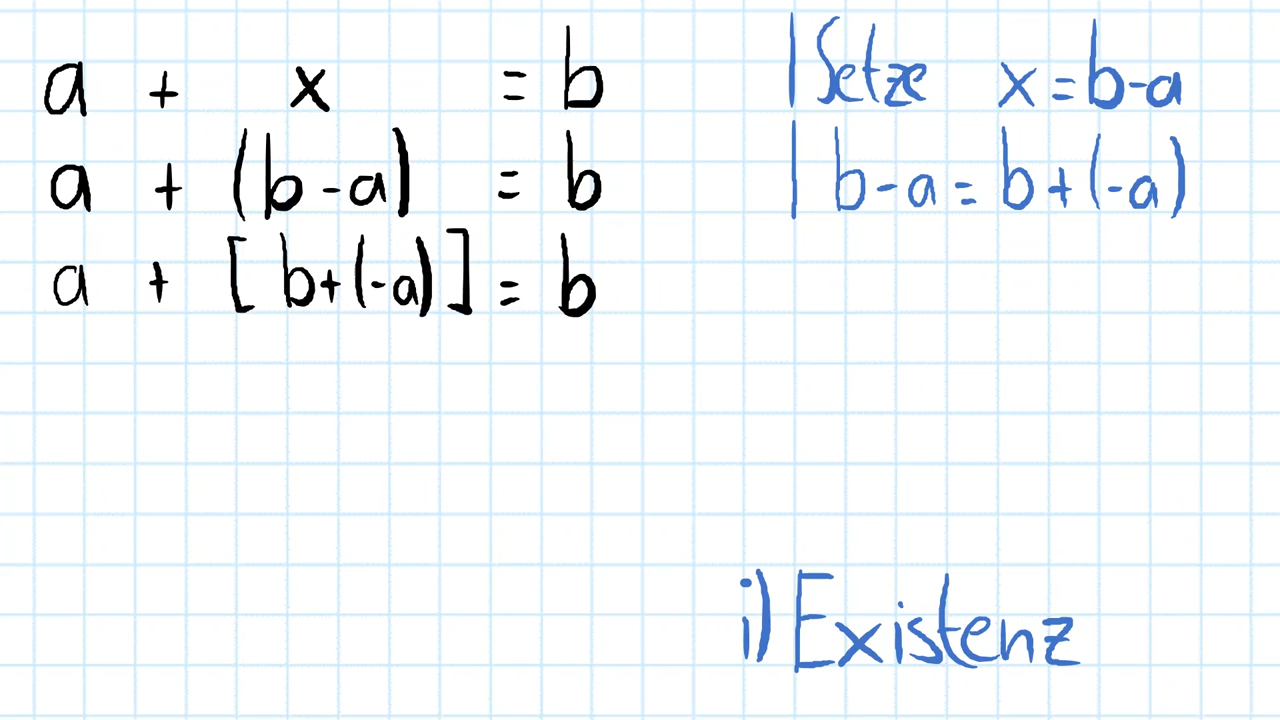 a + x = b | Setze x = b-a
a + (b-a) = b | b-a = b+(-a)
a + [b+(-a)] = b
i) Existenz